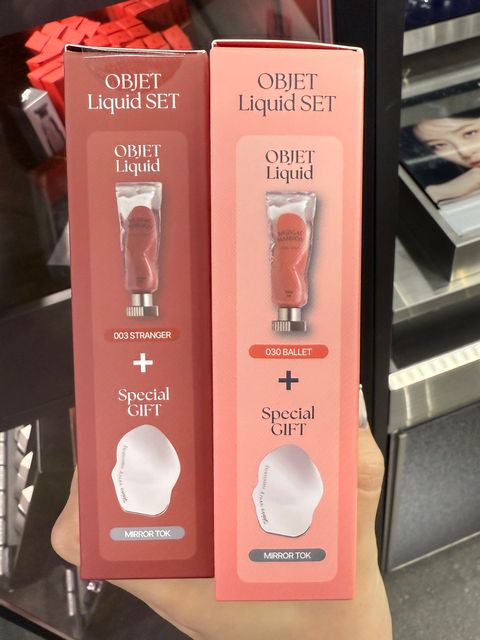 OBJET
Liquid SET
OBJET
Liquid
003 STRANGER
+
Special
GIFT
MIRROR TOK
OBJET
Liquid SET
OBJET
Liquid
030 BALLET
+
Special
GIFT
MIRROR TOK